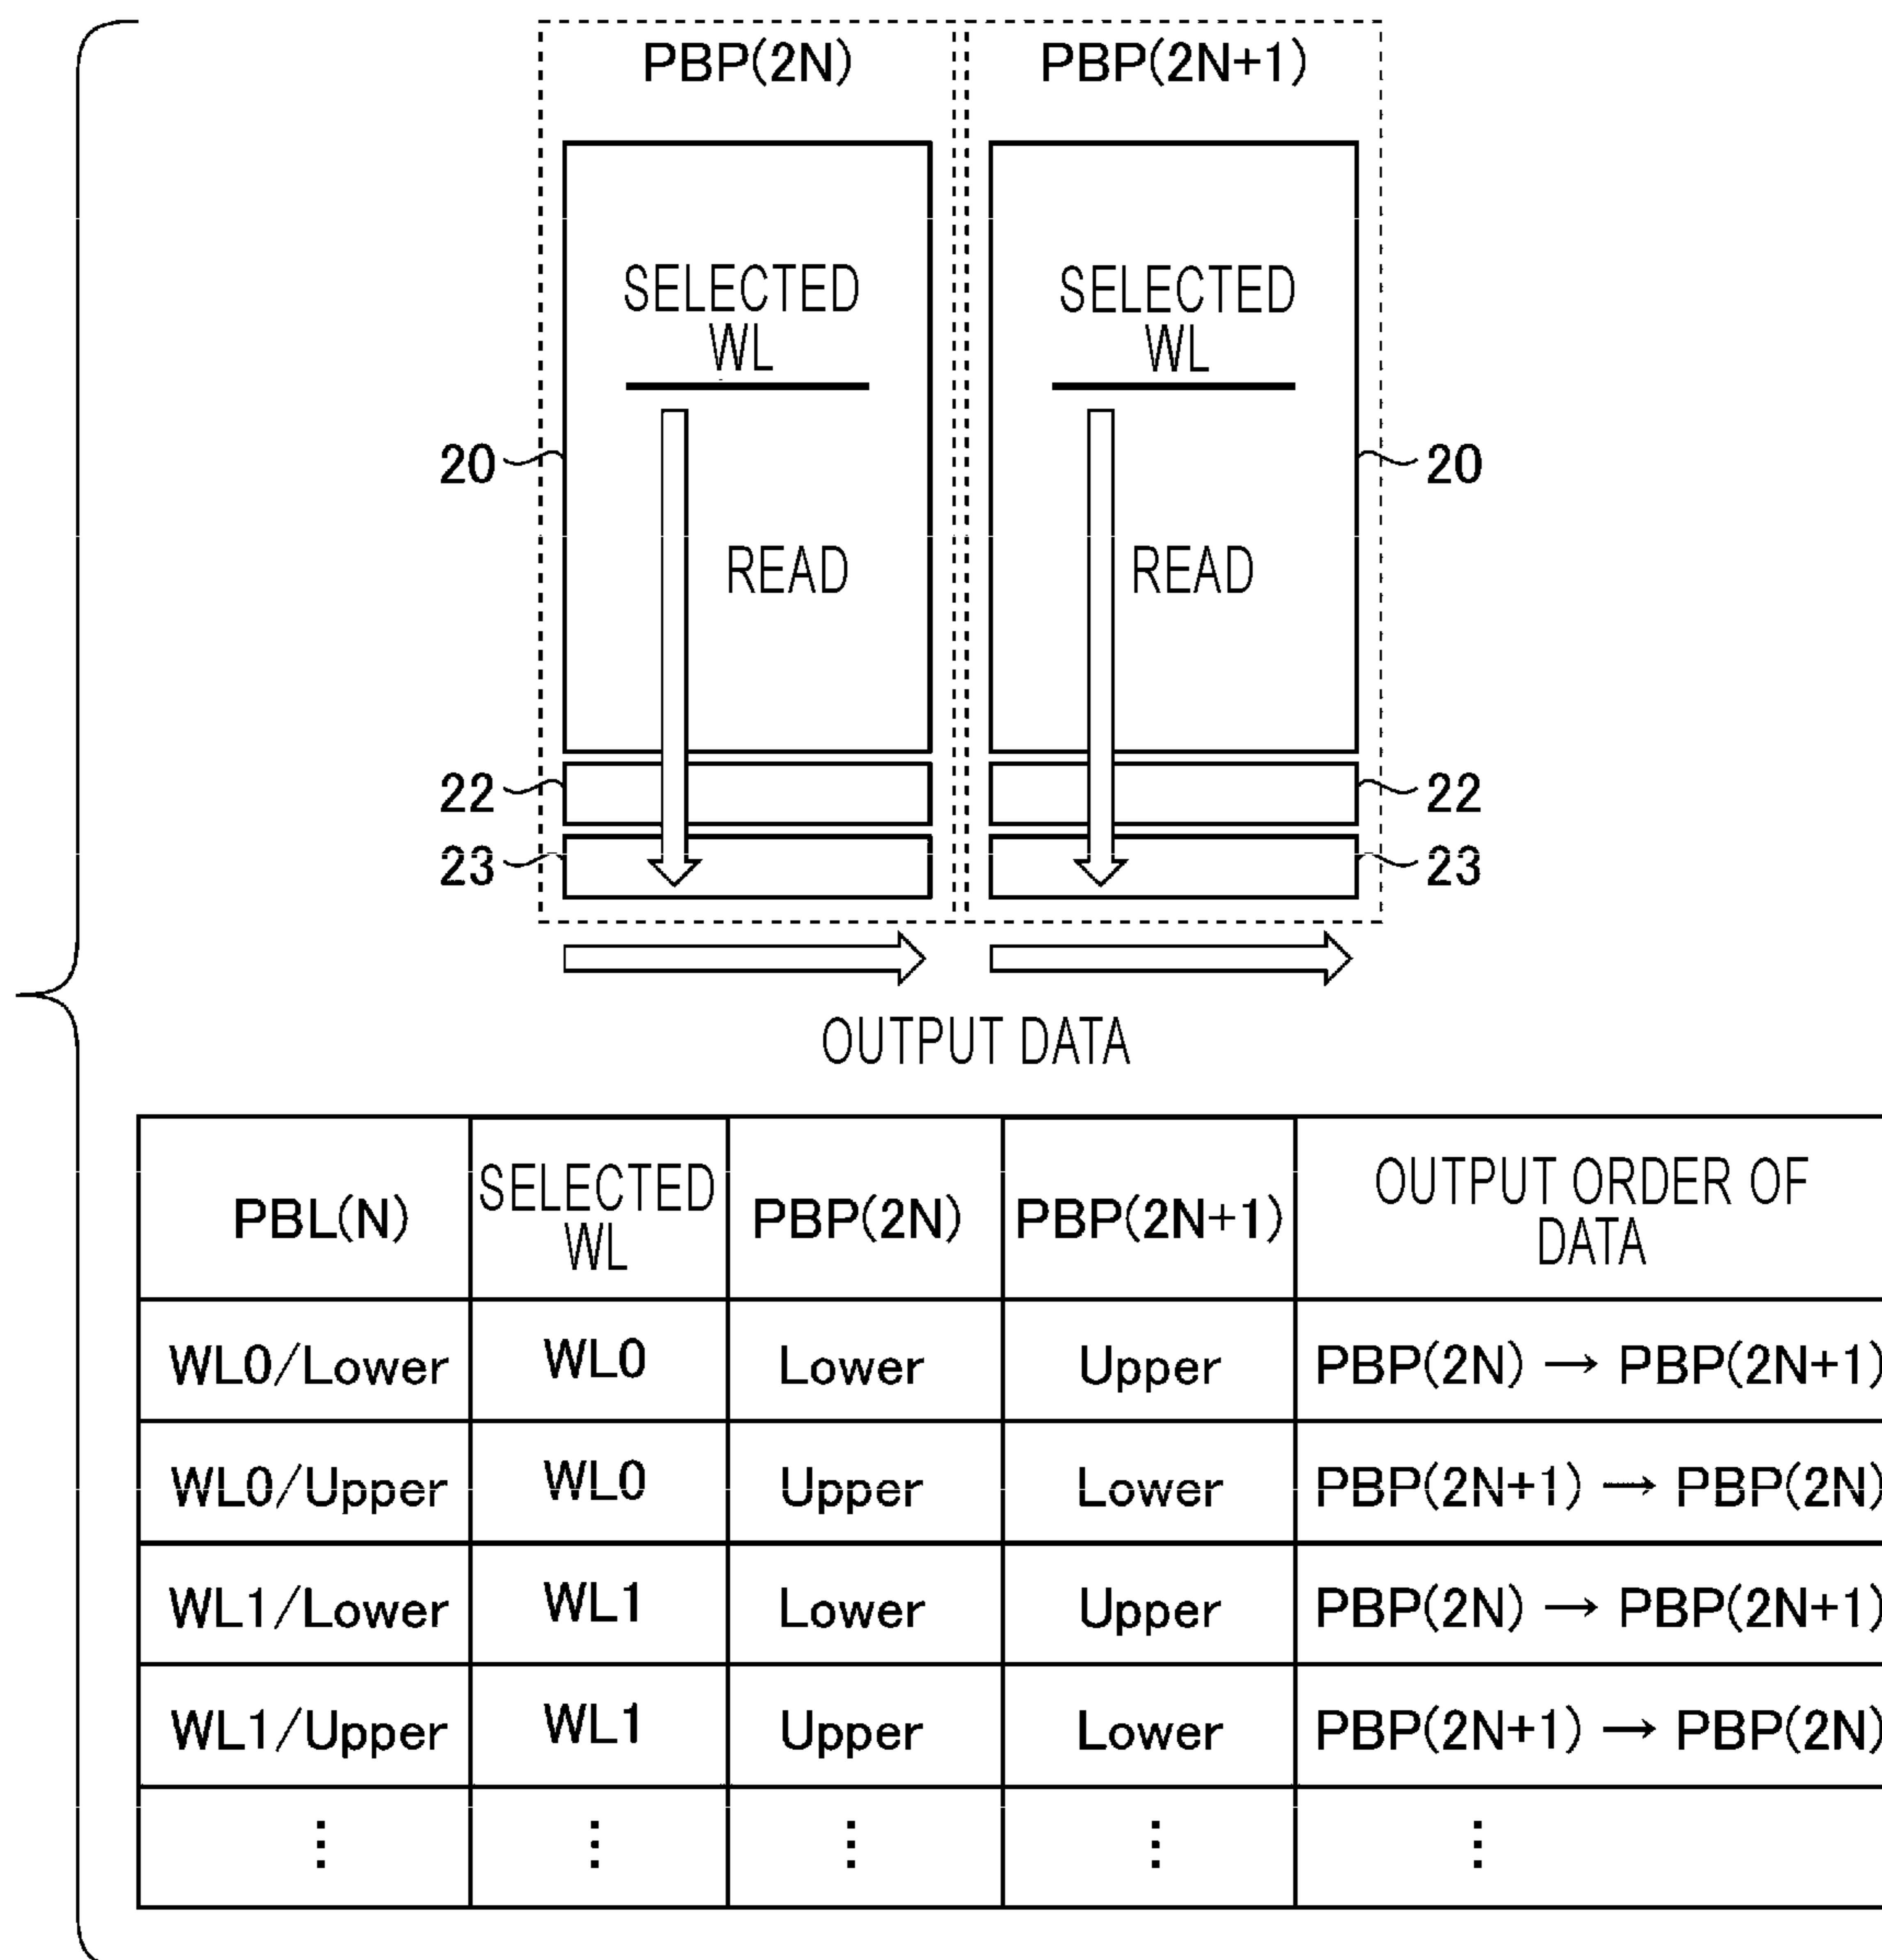 PBP(2N) PBP(2N+1)
SELECTED SELECTED
WL WL
20 20
READ READ
22 22
23 23
OUTPUT DATA
PBL(N) SELECTED WL PBP(2N) PBP(2N+1) OUTPUT ORDER OF DATA
WL0/Lower WL0 Lower Upper PBP(2N) → PBP(2N+1)
WL0/Upper WL0 Upper Lower PBP(2N+1) → PBP(2N)
WL1/Lower WL1 Lower Upper PBP(2N) → PBP(2N+1)
WL1/Upper WL1 Upper Lower PBP(2N+1) → PBP(2N)
⋮ ⋮ ⋮ ⋮ ⋮